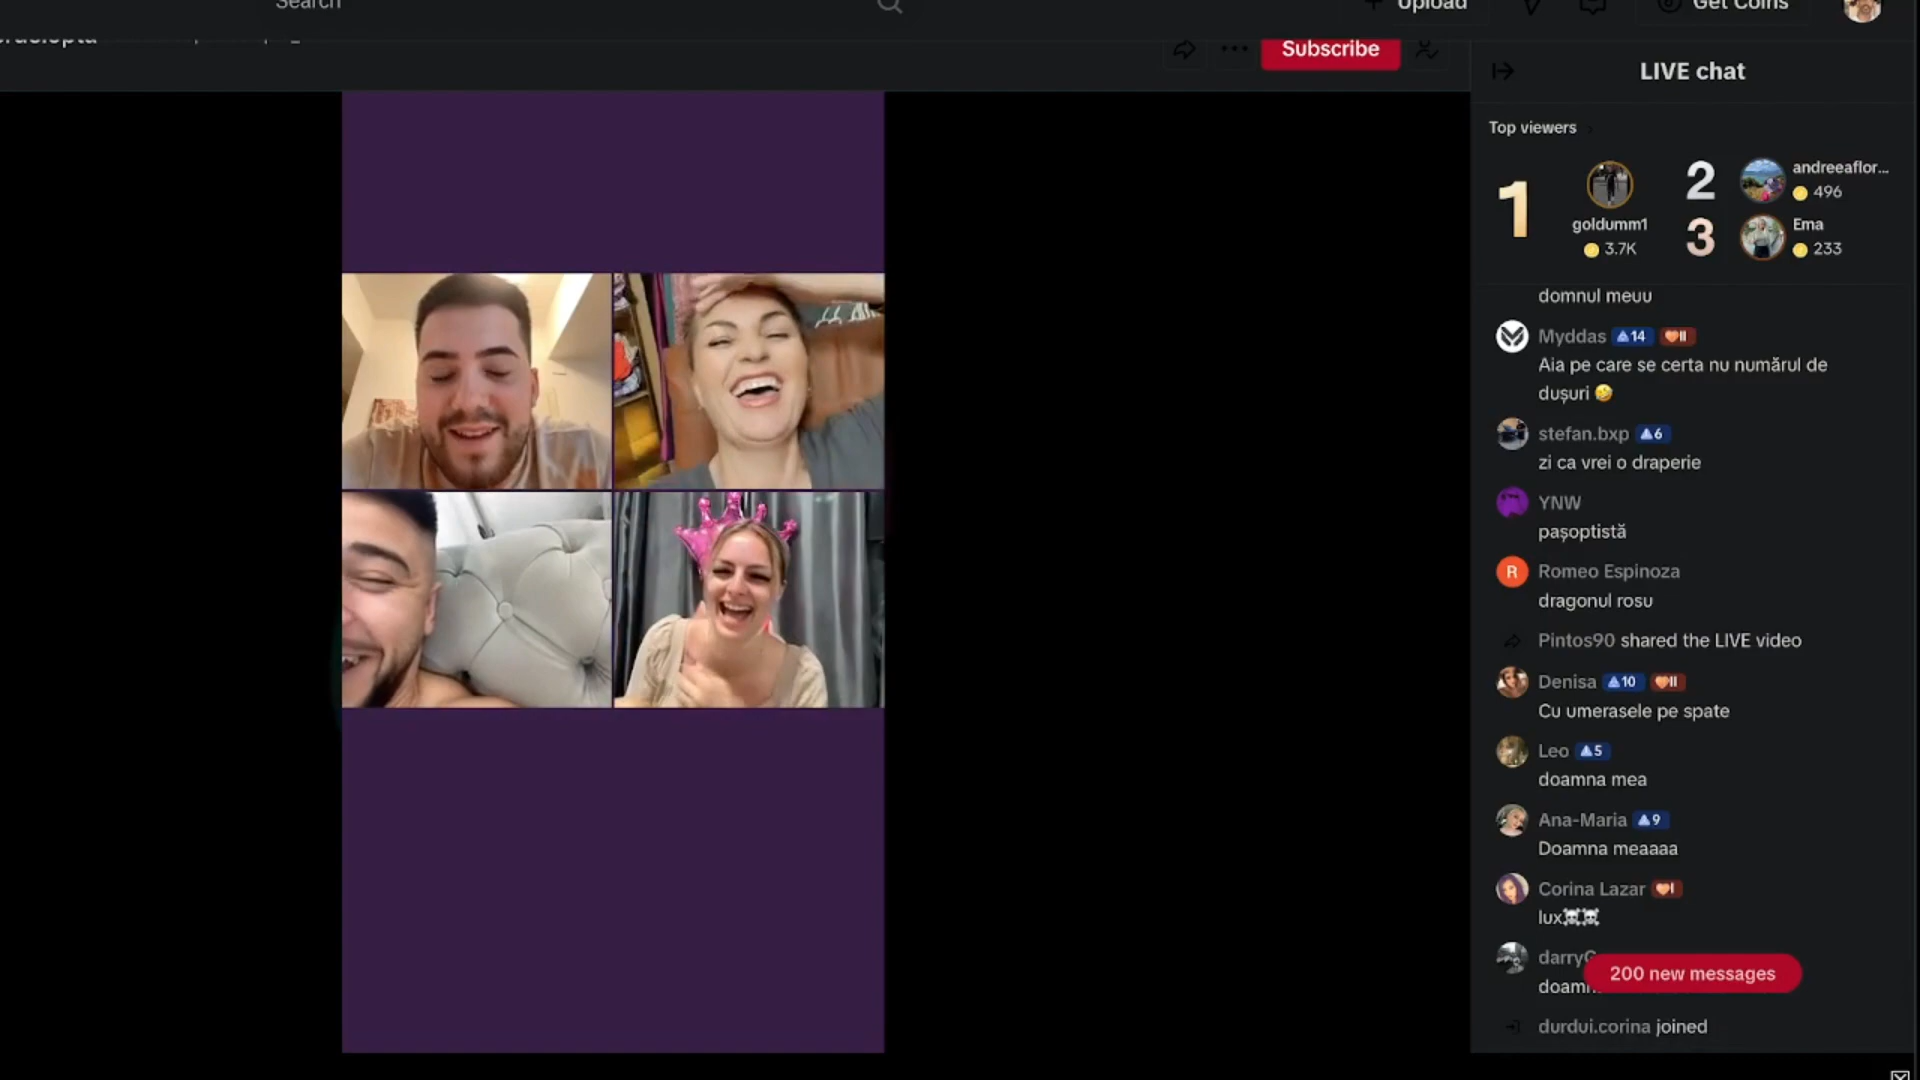 Search
Upload
Get Coins
Subscribe
LIVE chat
Top viewers
1
goldumm1
3.7K
2
andreeaflor...
496
3
Ema
233
domnul meuu
Myddas 14 II
Aia pe care se certa nu numărul de
dușuri 🤣
stefan.bxp 6
zi ca vrei o draperie
YNW
pașoptistă
R
Romeo Espinoza
dragonul rosu
Pintos90 shared the LIVE video
Denisa 10 II
Cu umerasele pe spate
Leo 5
doamna mea
Ana-Maria 9
Doamna meaaaa
Corina Lazar I
lux☠☠
200 new messages
durdui.corina joined